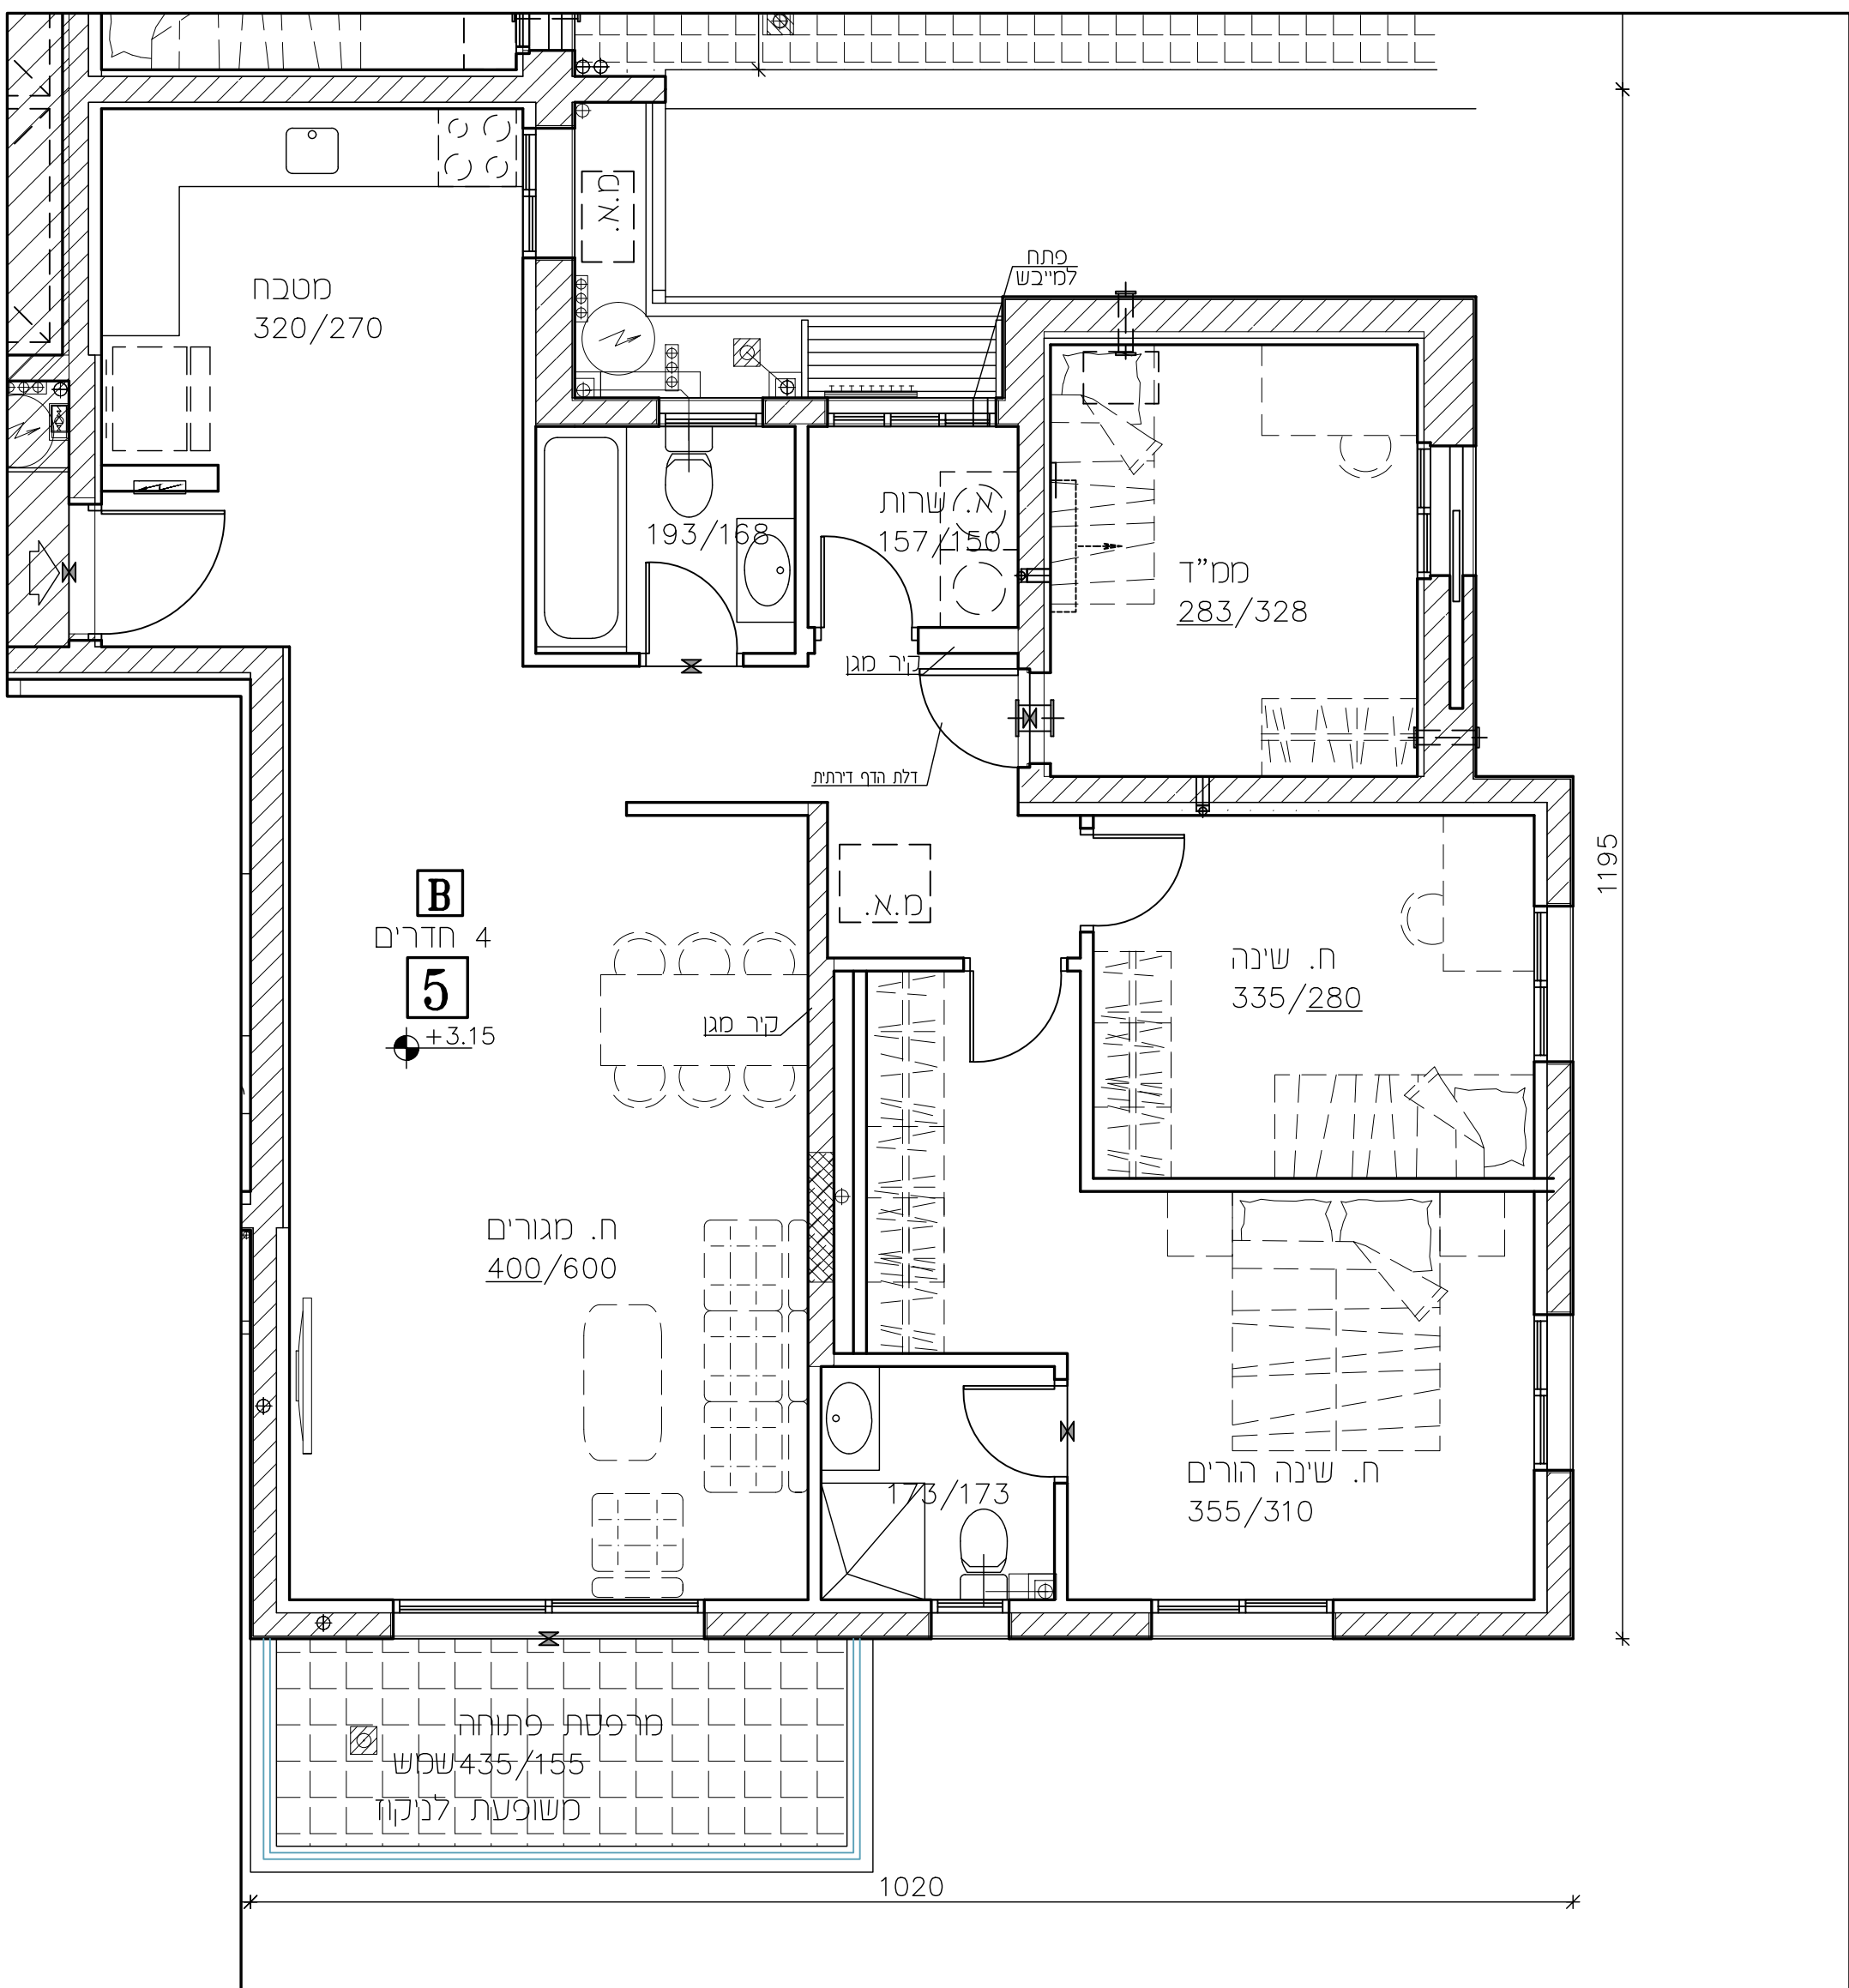 מ.א.
פתח
למייבש
מטבח
320/270
א. שרות
157/150
193/168
ממ"ד
283/328
קיר מגן
דלת הדף דירתית
B
4 חדרים
5
+3.15
מ.א.
קיר מגן
ח. שינה
335/280
1195
ח. מגורים
400/600
ח. שינה הורים
355/310
173/173
מרפסת פתוחה
שמש435/155
משופעת לניקוז
1020